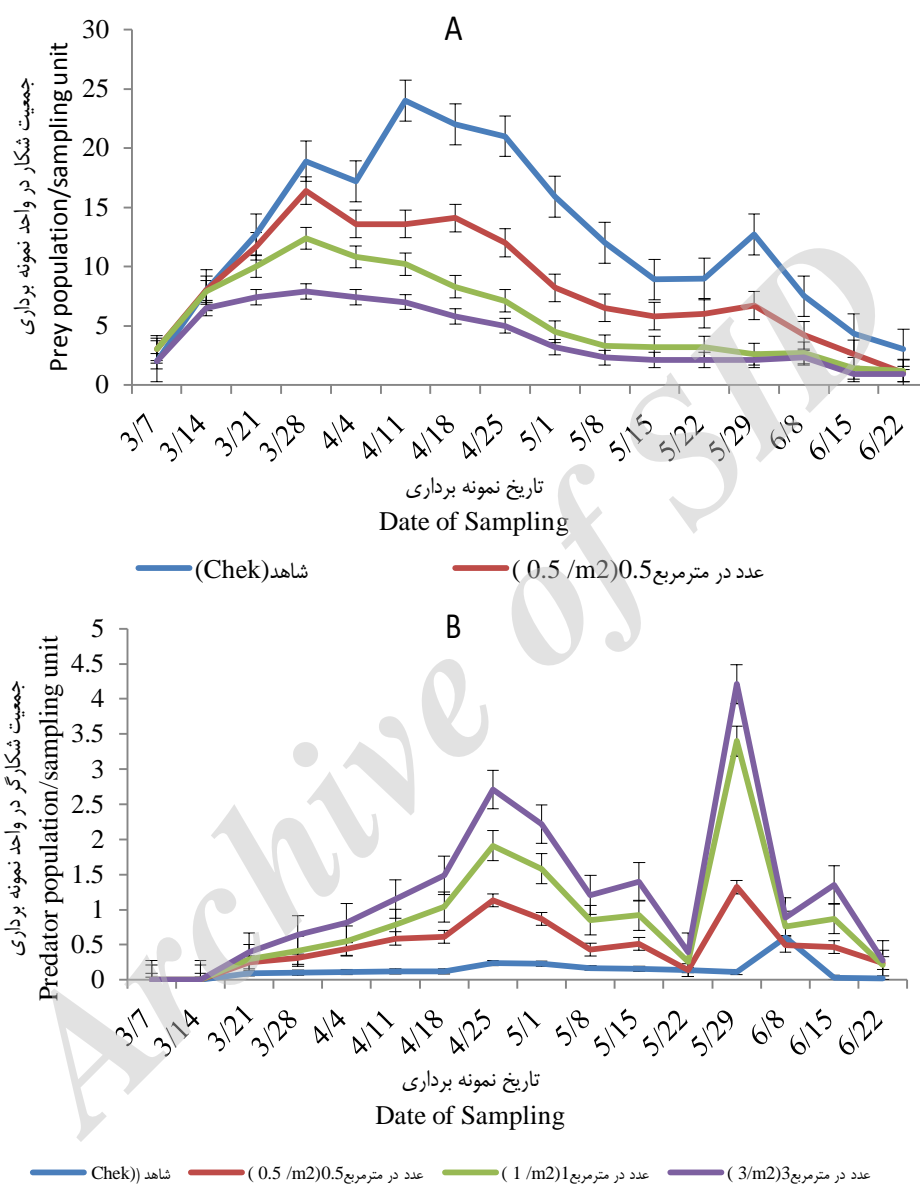 A
جمعیت شکار در واحد نمونه برداری
Prey population/sampling unit
30
25
20
15
10
5
0
3/7 3/14 3/21 3/28 4/4 4/11 4/18 4/25 5/1 5/8 5/15 5/22 5/29 6/8 6/15 6/22
تاریخ نمونه برداری
Date of Sampling
شاهد(Chek) عدد در مترمربع0.5(0.5 /m2 )
B
جمعیت شکارگر در واحد نمونه برداری
Predator population/sampling unit
5
4.5
4
3.5
3
2.5
2
1.5
1
0.5
0
3/7 3/14 3/21 3/28 4/4 4/11 4/18 4/25 5/1 5/8 5/15 5/22 5/29 6/8 6/15 6/22
تاریخ نمونه برداری
Date of Sampling
شاهد ((Chek عدد در مترمربع0.5(0.5 /m2 ) عدد در مترمربع1(1 /m2 ) عدد در مترمربع3(3/m2 )
Archive of SID